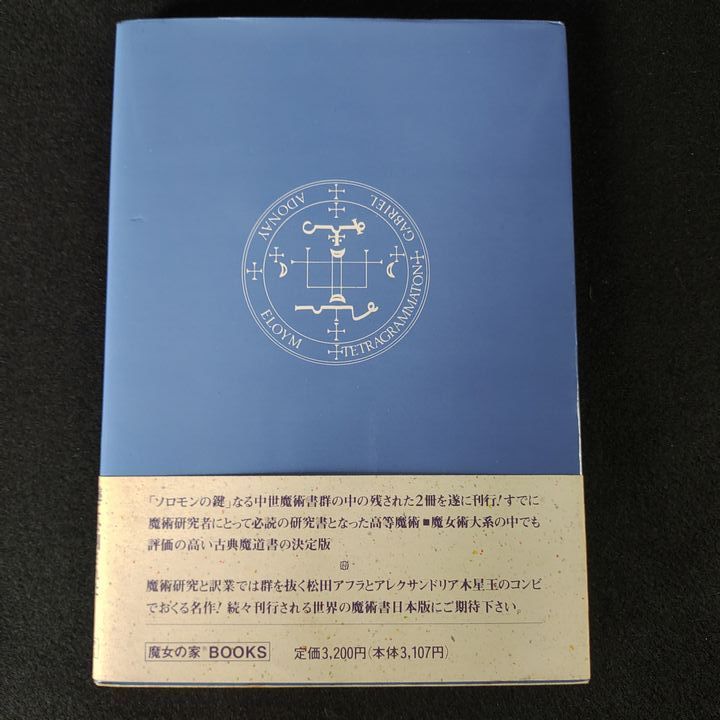 ADONAY
GABRIEL
ELOYM
TETRAGRAMMATON
「ソロモンの鍵」なる中世魔術書群の中の残された2冊を遂に刊行!すでに
魔術研究者にとって必読の研究書となった高等魔術■魔女術大系の中でも
評価の高い古典魔道書の決定版
魔術研究と訳業では群を抜く松田アフラとアレクサンドリア木星王のコンビ
でおくる名作!続々刊行される世界の魔術書日本版にご期待下さい。
魔女の家®BOOKS 定価3,200円(本体3,107円)